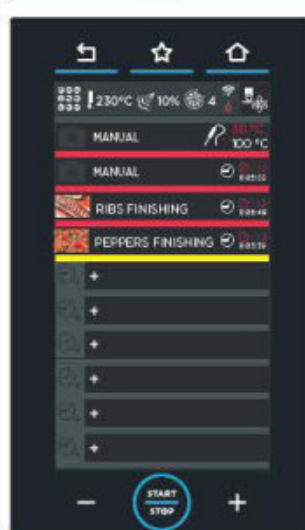 230°C 10% 4
MANUAL
100 °C
MANUAL
RIBS FINISHING
PEPPERS FINISHING
+
+
+
+
+
+
− START STOP +